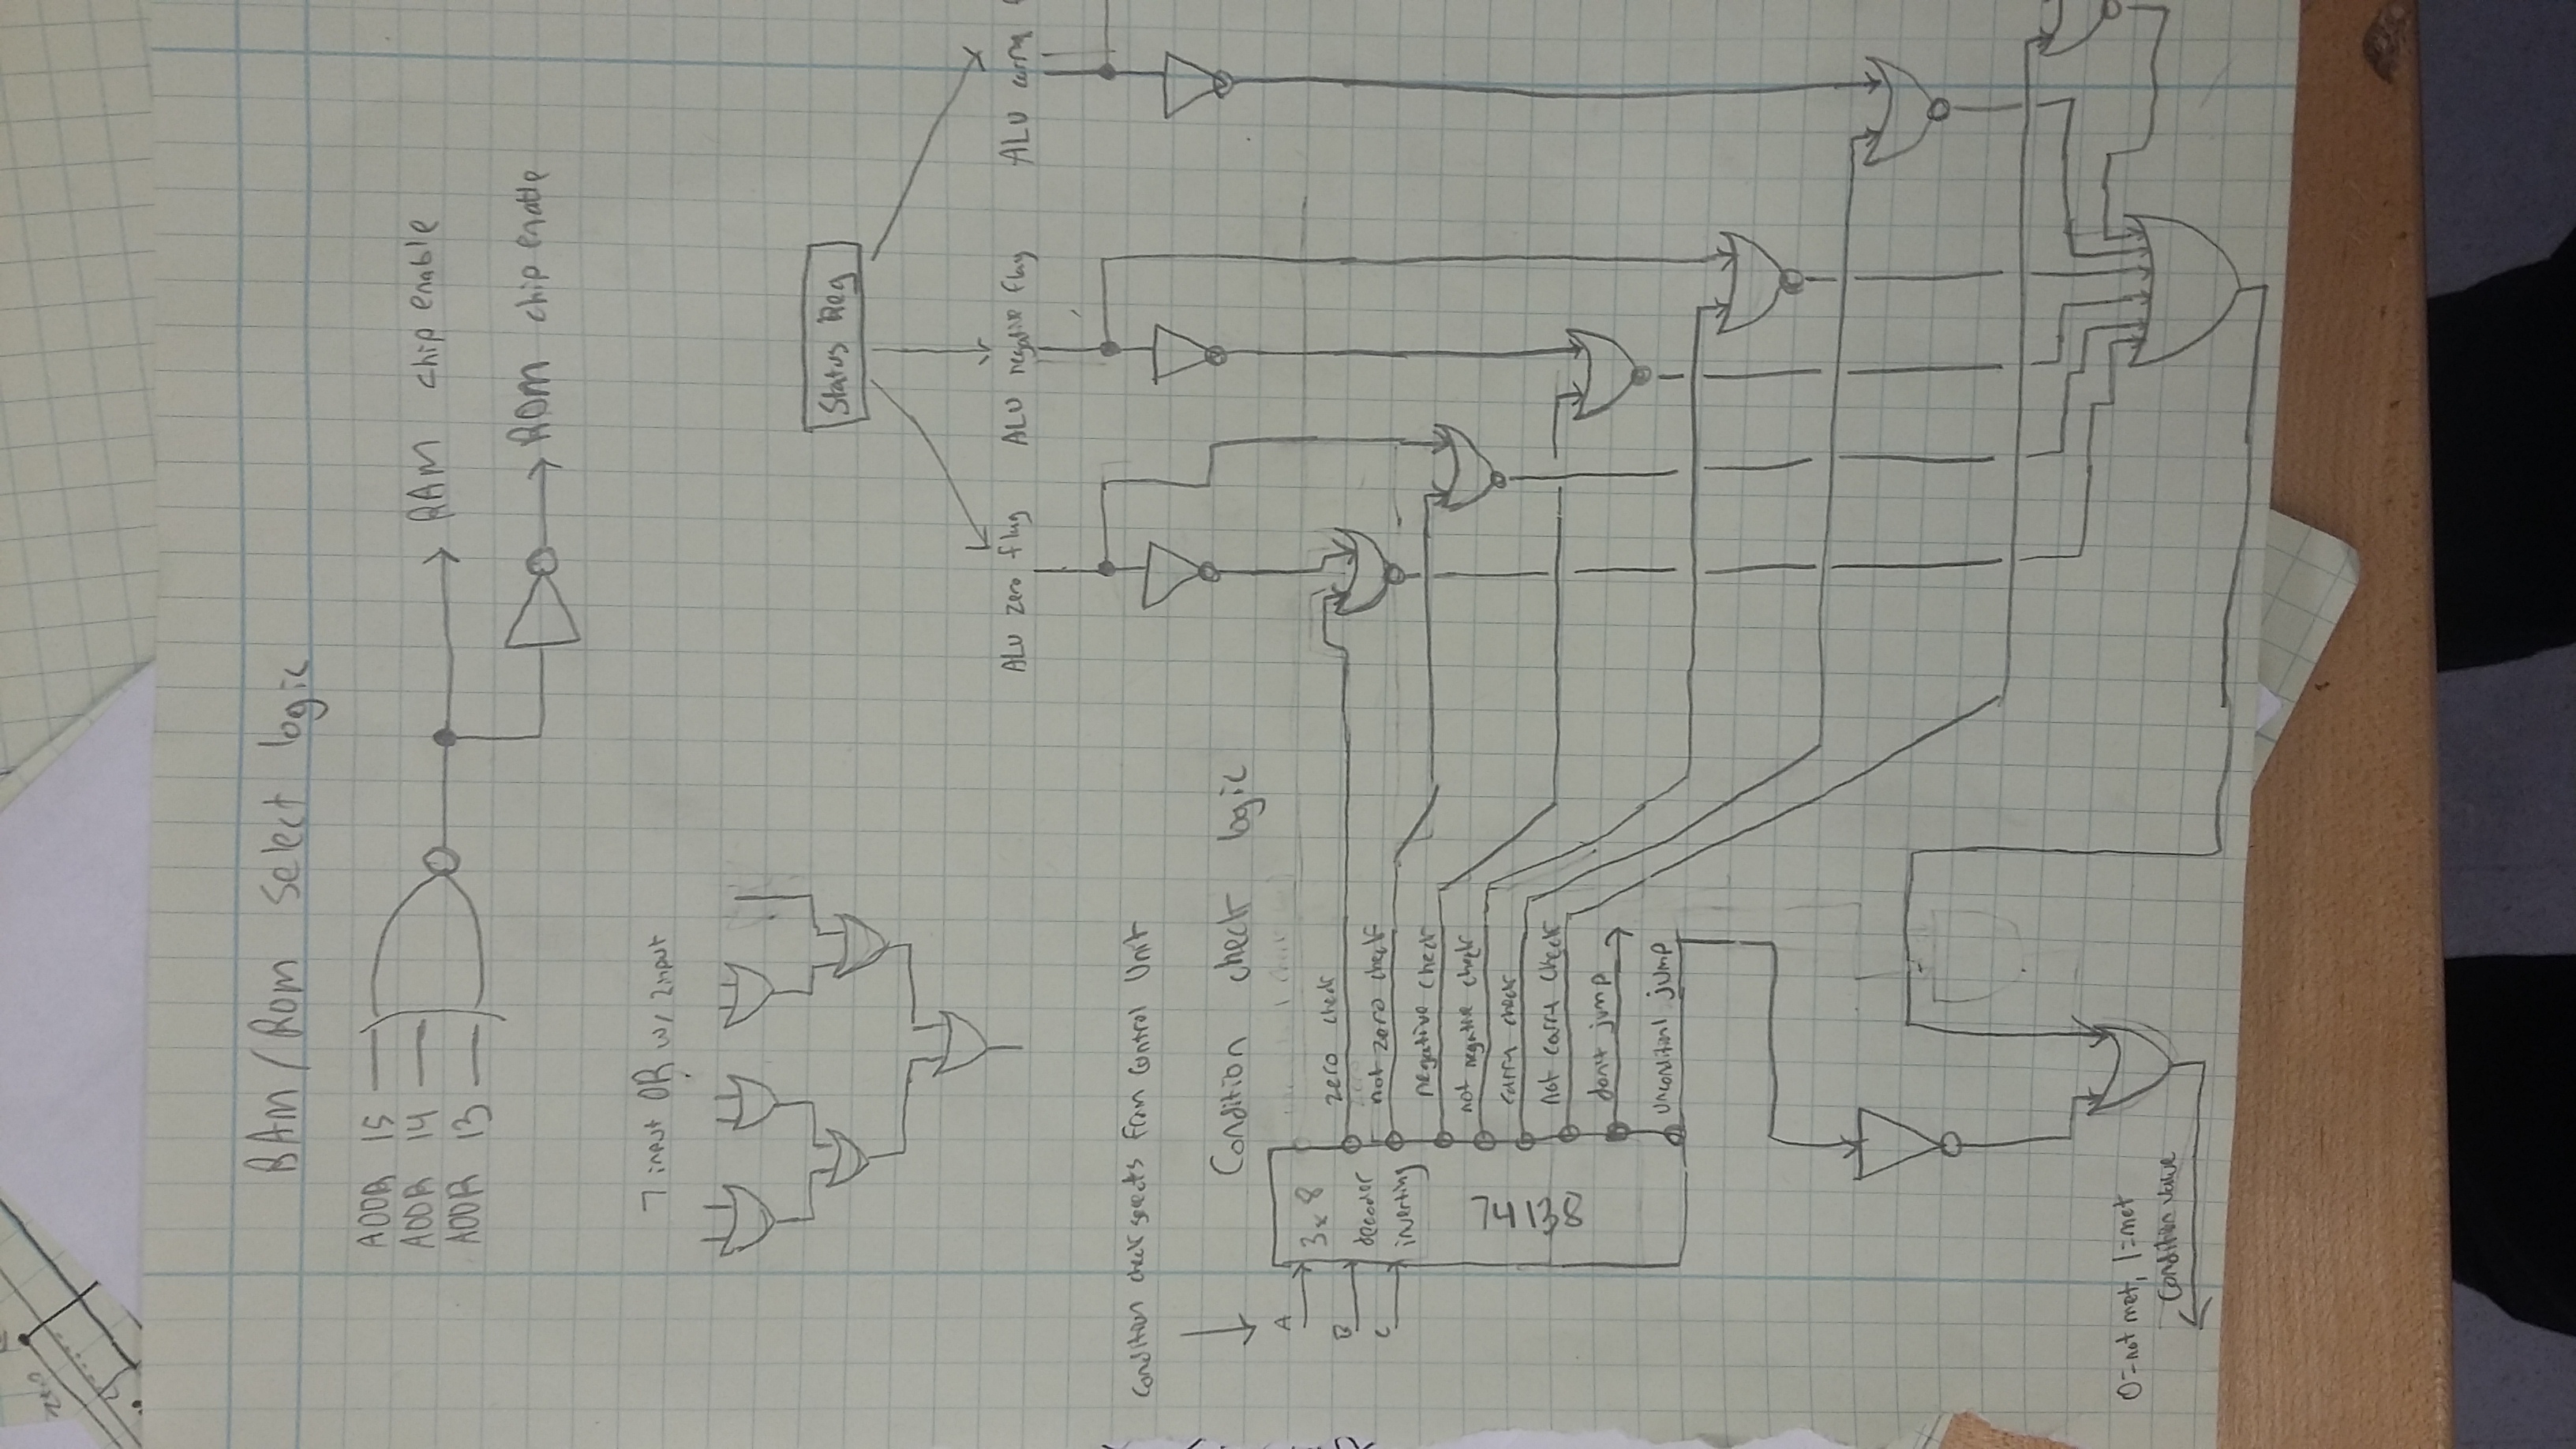 RAM/Rom select logic
ADDR 15
ADDR 14
ADDR 13
RAM chip enable
ROM chip enable
7 input OR w/ 2input
Status Reg
ALU zero flag
ALU negative flag
ALU carry
Condition check selects from Control Unit
Condition check logic
A
B
C
3x8
decoder
inverting
74138
zero check
not zero check
negative check
not negative check
carry check
not carry check
don't jump
unconditionl jump
0=not met, 1=met
Condition value